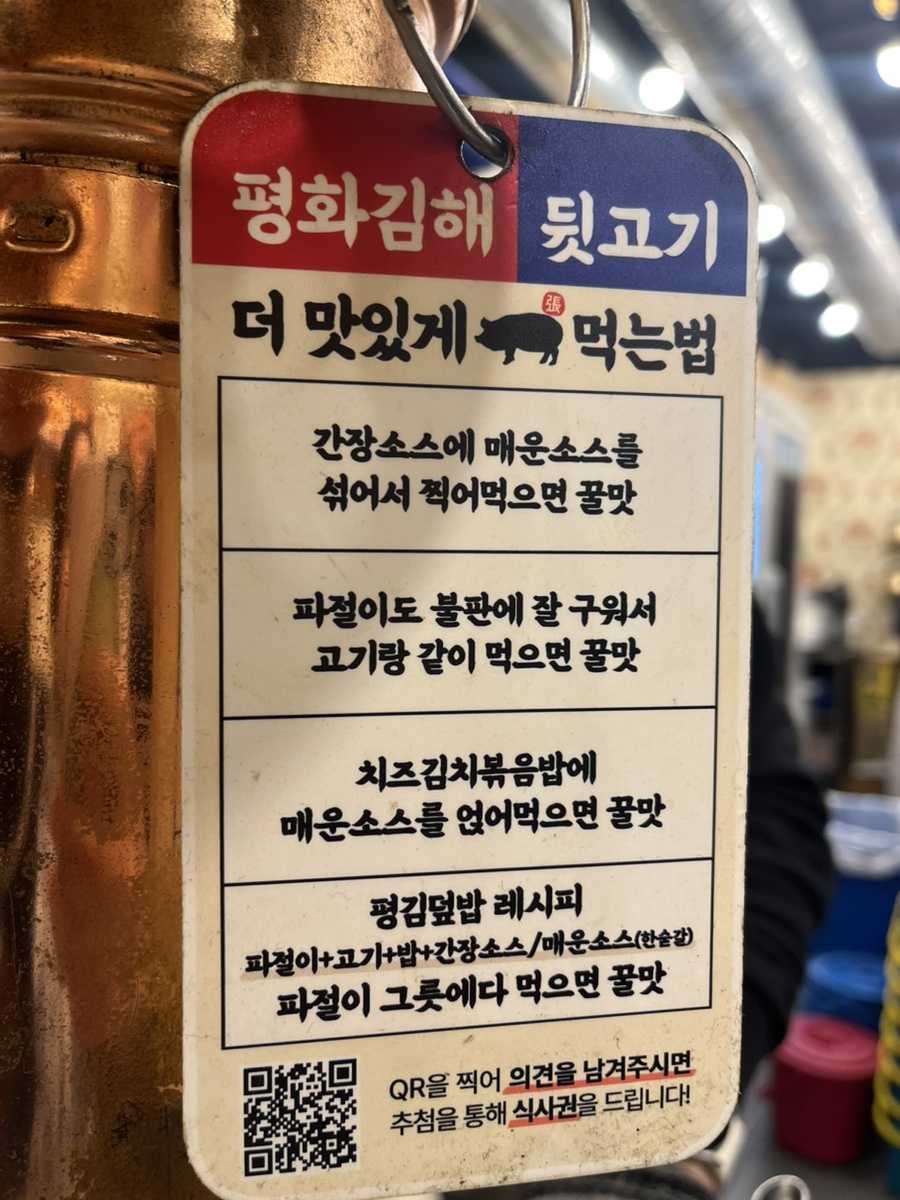 평화김해 뒷고기
더 맛있게 張 먹는법
간장소스에 매운소스를
섞어서 찍어먹으면 꿀맛
파절이도 불판에 잘 구워서
고기랑 같이 먹으면 꿀맛
치즈김치볶음밥에
매운소스를 얹어먹으면 꿀맛
평김덮밥 레시피
파절이+고기+밥+간장소스/매운소스(한숟갈)
파절이 그릇에다 먹으면 꿀맛
QR을 찍어 의견을 남겨주시면
추첨을 통해 식사권을 드립니다!